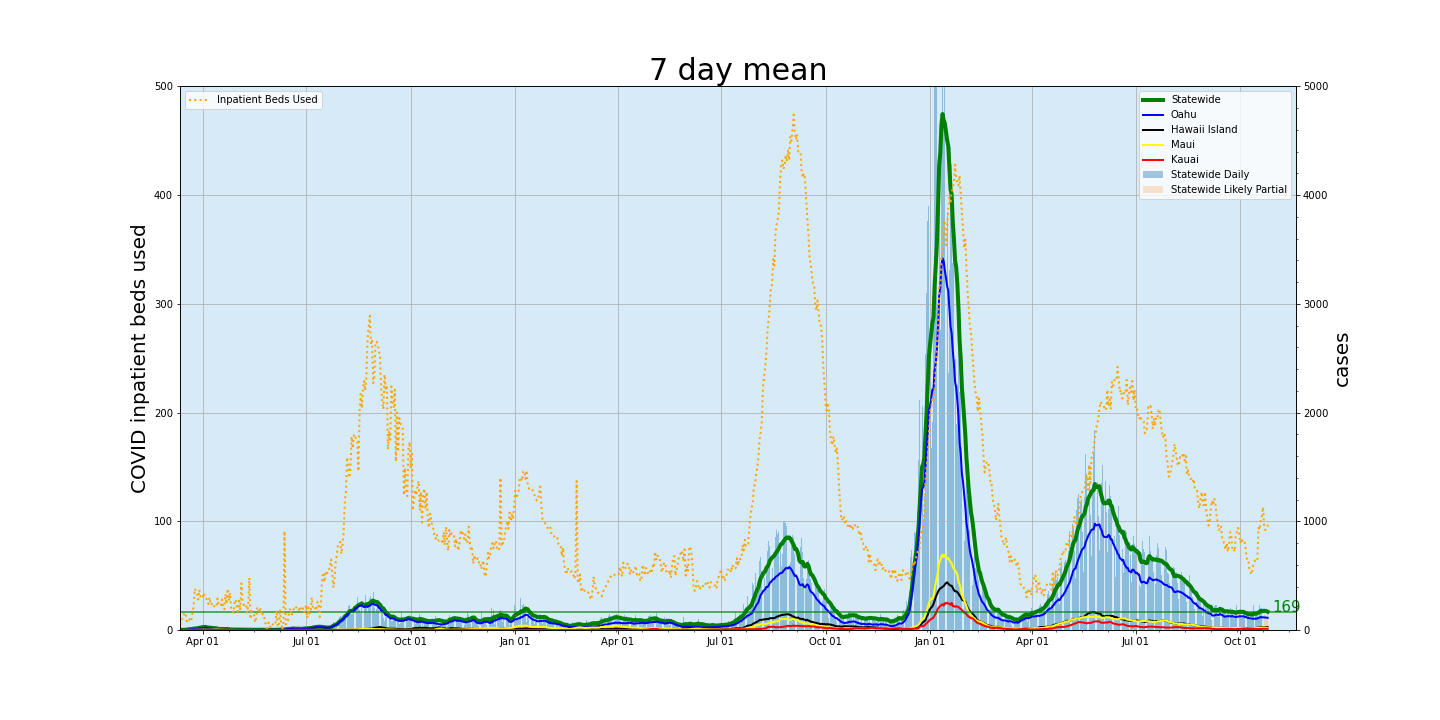 7 day mean
500
400
300
200
100
0
COVID inpatient beds used
Inpatient Beds Used
Statewide
Oahu
Hawaii Island
Maui
Kauai
Statewide Daily
Statewide Likely Partial
5000
4000
3000
2000
1000
0
cases
169
Apr 01 Jul 01 Oct 01 Jan 01 Apr 01 Jul 01 Oct 01 Jan 01 Apr 01 Jul 01 Oct 01